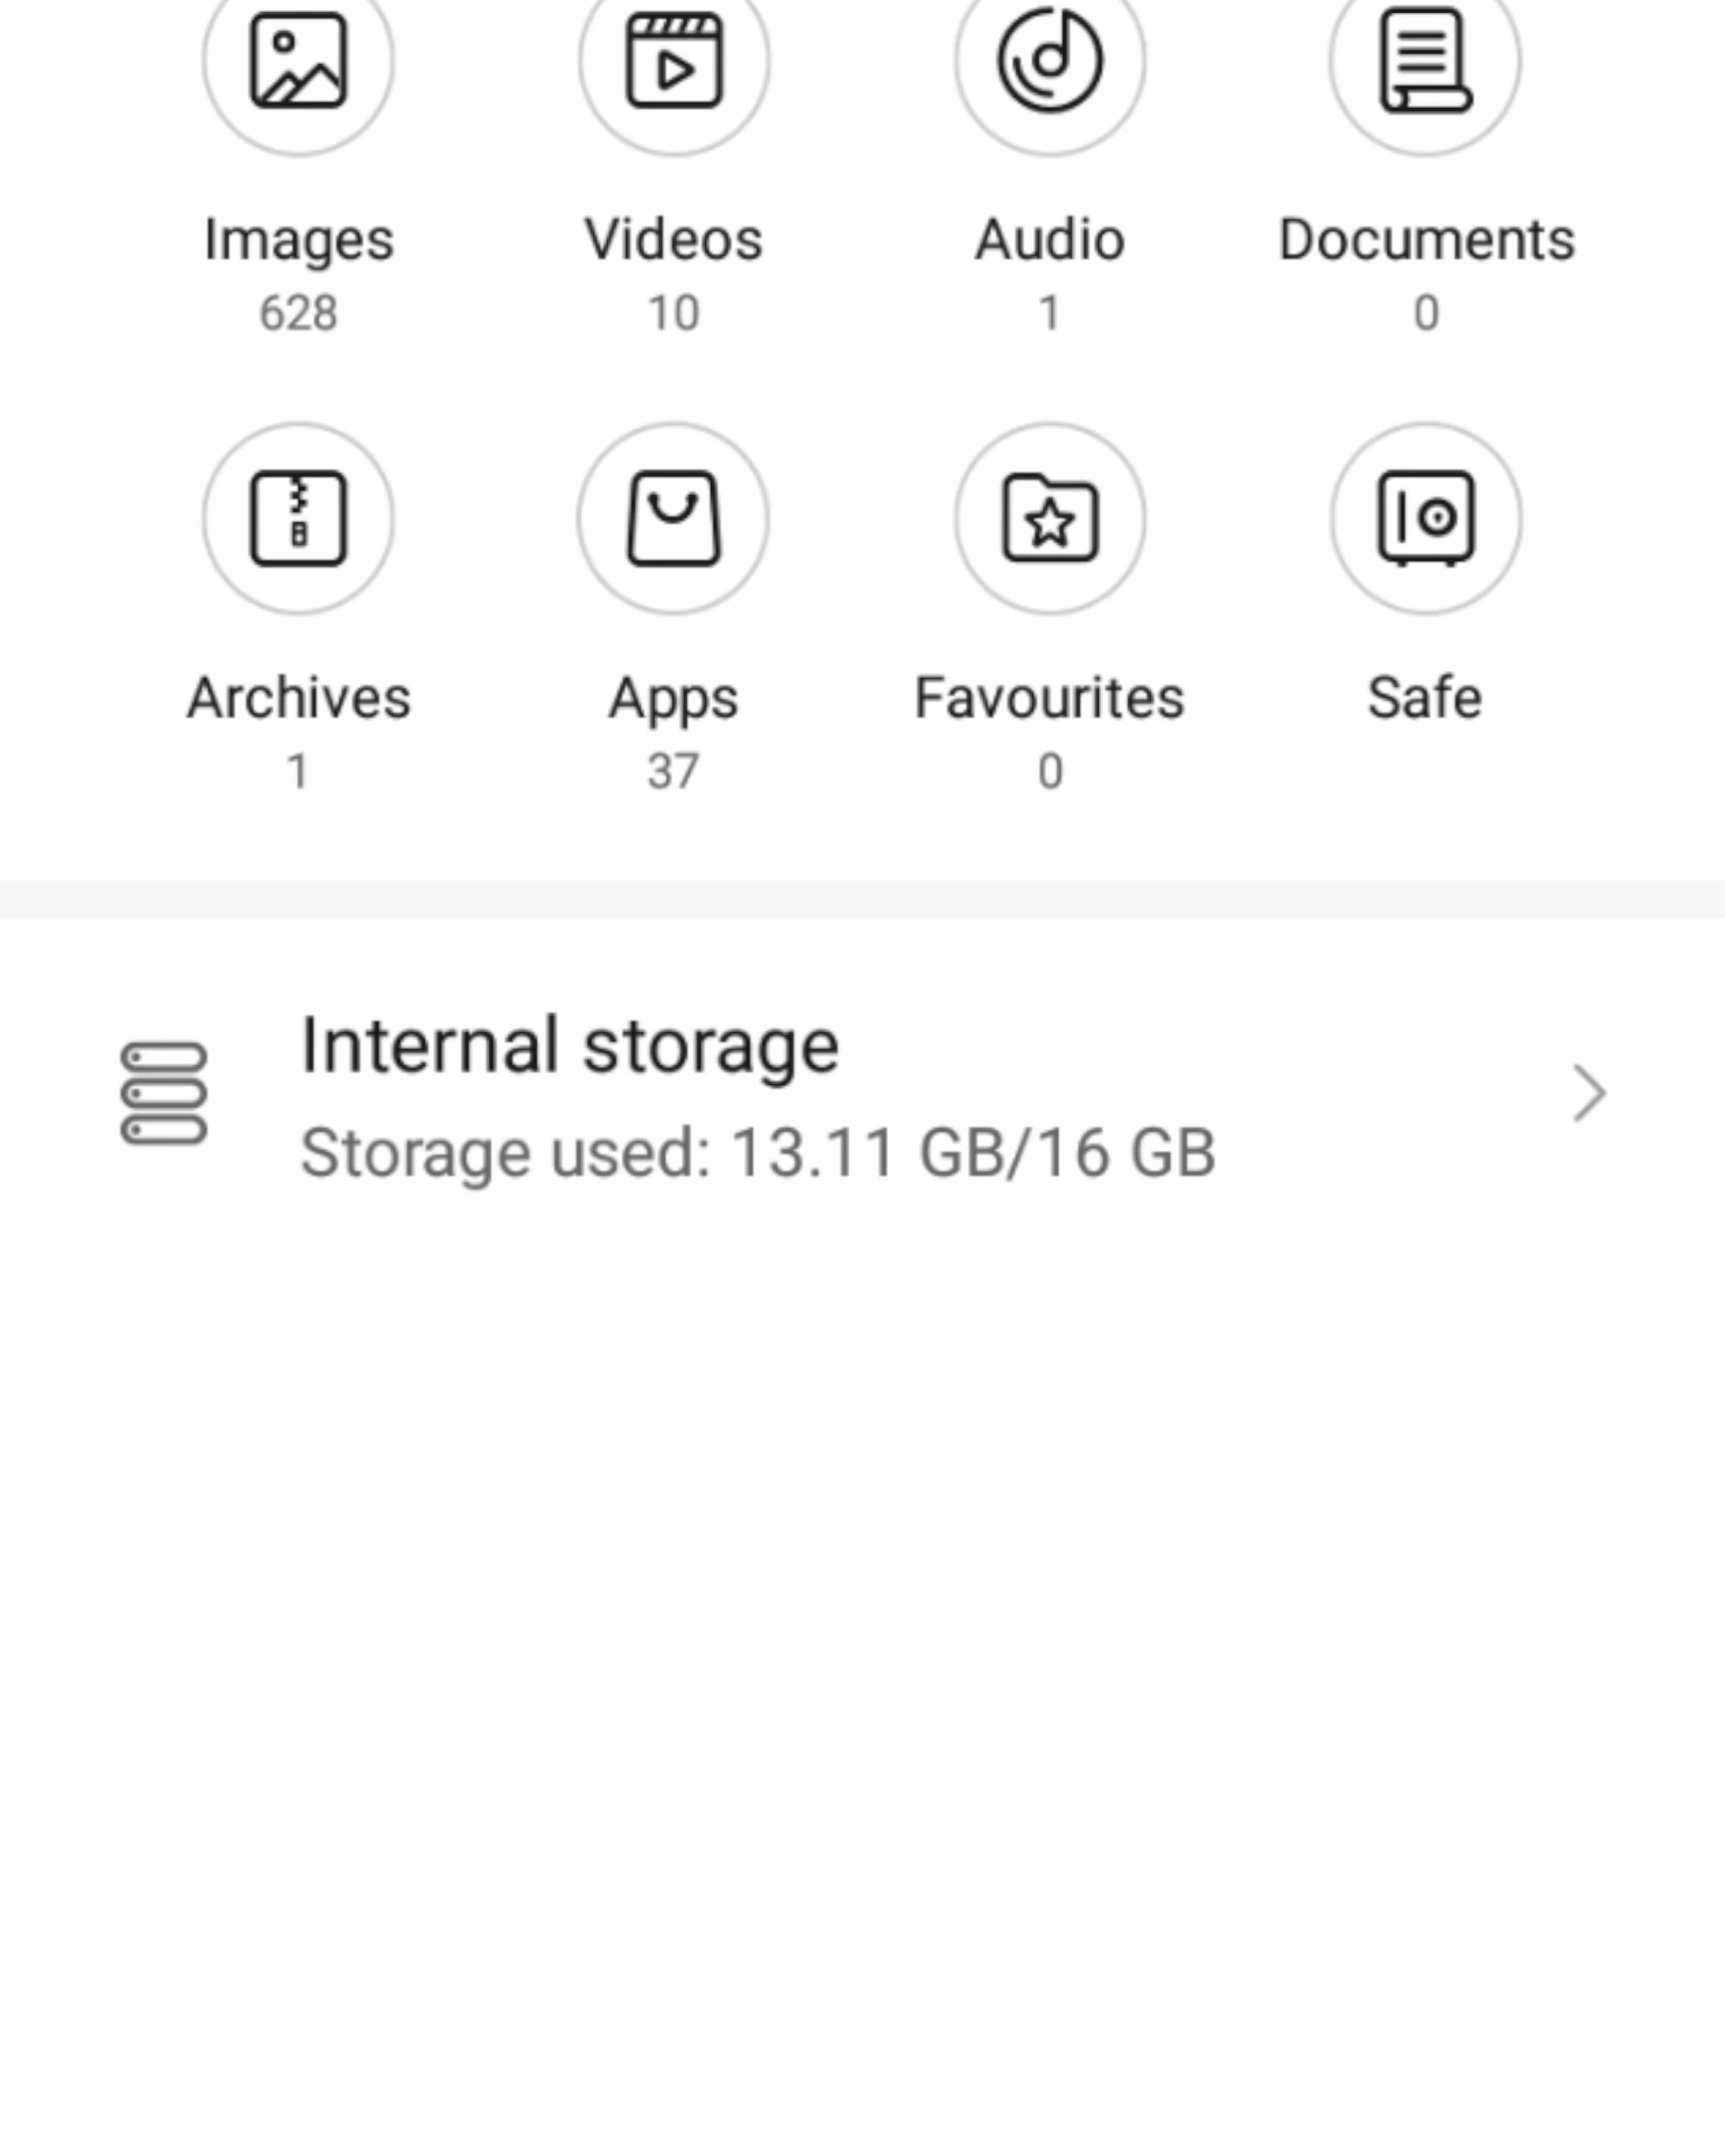 Images Videos Audio Documents
628 10 1 0
Archives Apps Favourites Safe
1 37 0
Internal storage
Storage used: 13.11 GB/16 GB